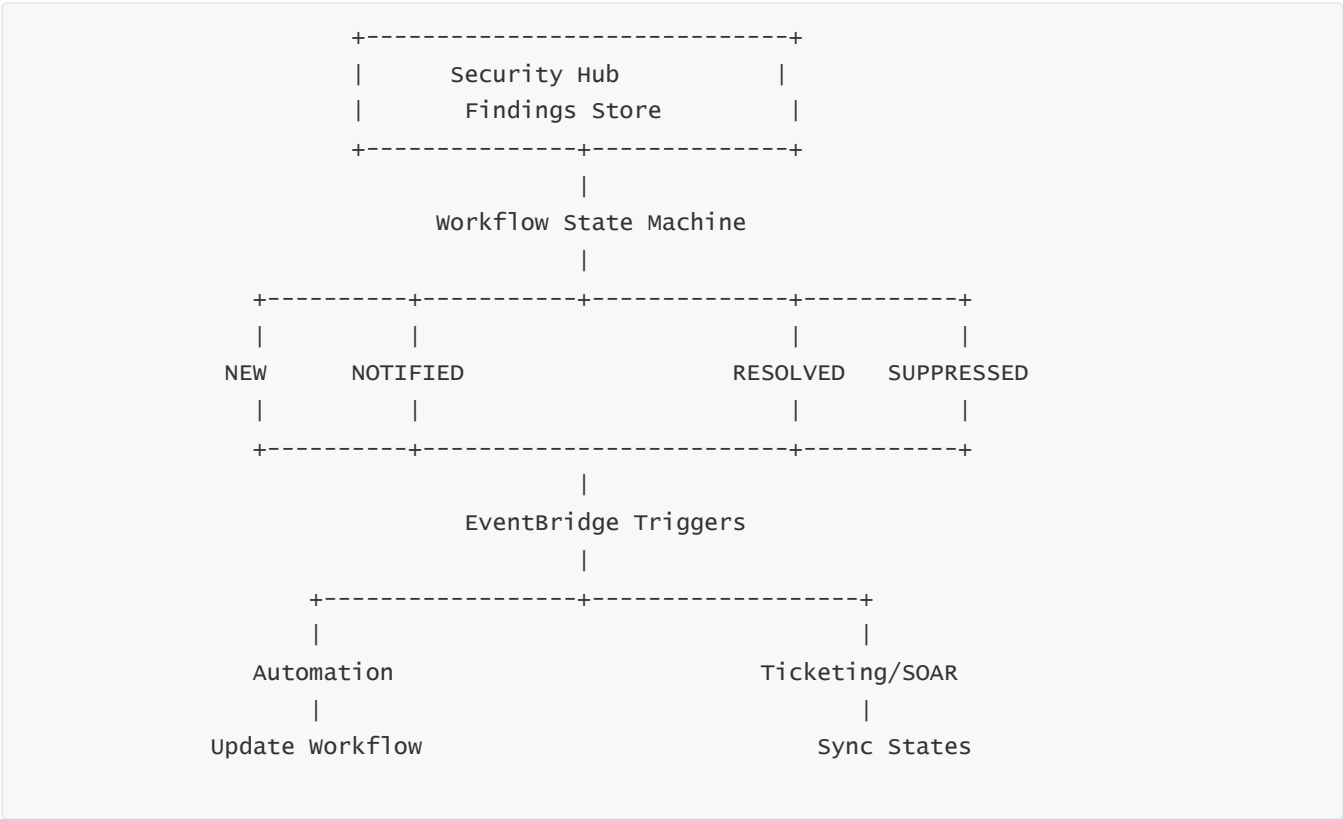 +------------------------------+
|      Security Hub           |
|       Findings Store         |
+---------------+--------------+
|
Workflow State Machine
|
+----------+-----------+--------------+-----------+
|          |                          |           |
NEW      NOTIFIED                   RESOLVED   SUPPRESSED
|          |                          |           |
+----------+--------------------------+-----------+
|
EventBridge Triggers
|
+------------------+-------------------+
|                                      |
Automation                          Ticketing/SOAR
|                                      |
Update Workflow                            Sync States